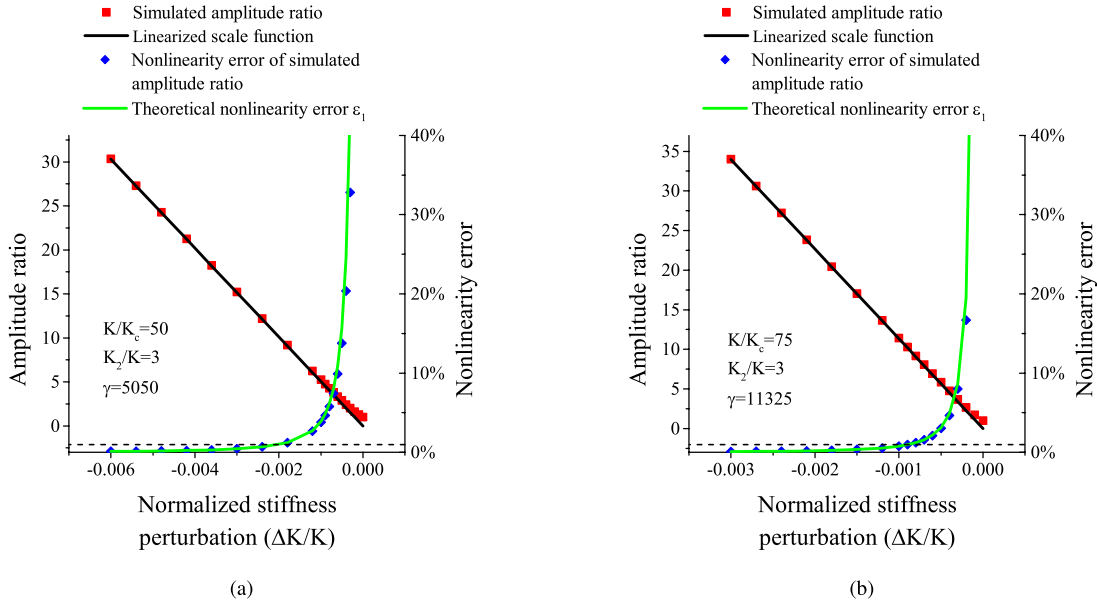 Simulated amplitude ratio
Linearized scale function
Nonlinearity error of simulated
amplitude ratio
Theoretical nonlinearity error ε1
40%
30%
20%
10%
0%
30
25
20
15
10
5
0
Amplitude ratio
Nonlinearity error
K/Kc=50
K2/K=3
γ=5050
-0.006
-0.004
-0.002
0.000
Normalized stiffness
perturbation (ΔK/K)
(a)
Simulated amplitude ratio
Linearized scale function
Nonlinearity error of simulated
amplitude ratio
Theoretical nonlinearity error ε1
40%
30%
20%
10%
0%
35
30
25
20
15
10
5
0
Amplitude ratio
Nonlinearity error
K/Kc=75
K2/K=3
γ=11325
-0.003
-0.002
-0.001
0.000
Normalized stiffness
perturbation (ΔK/K)
(b)